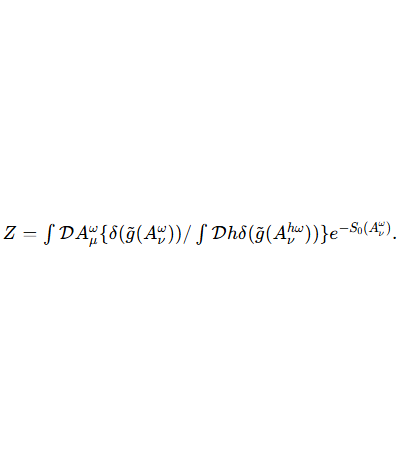 Z = ∫ 𝒟A_μ^ω {δ(g̃(A_ν^ω)) / ∫ 𝒟h δ(g̃(A_ν^{hω}))} e^{−S_0(A_ν^ω)}.